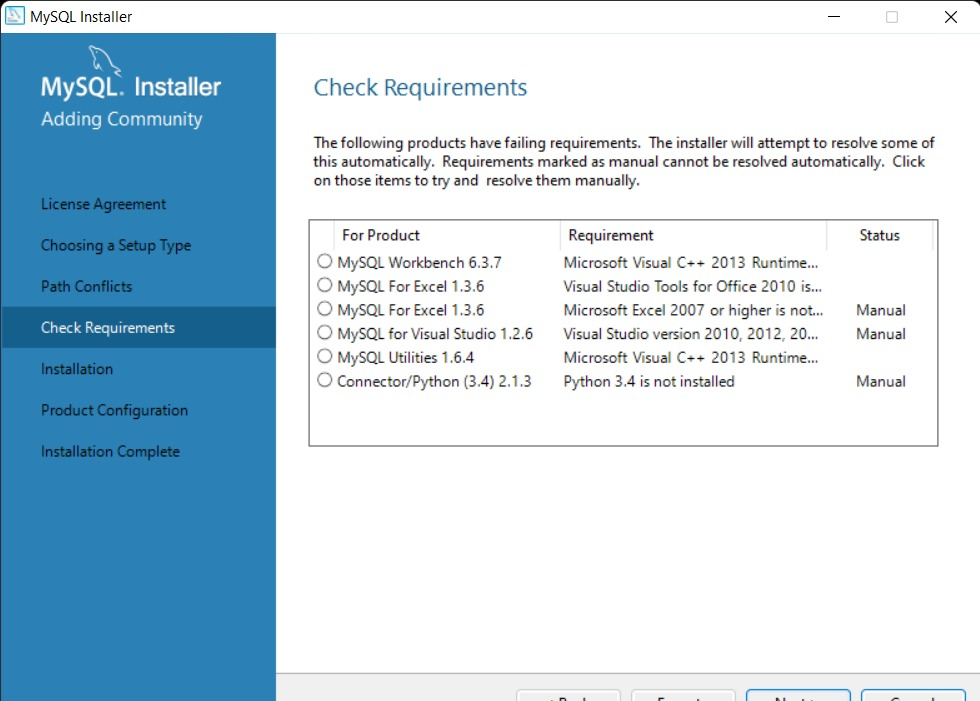 MySQL Installer
MySQL. Installer
Adding Community
License Agreement
Choosing a Setup Type
Path Conflicts
Check Requirements
Installation
Product Configuration
Installation Complete
Check Requirements
The following products have failing requirements. The installer will attempt to resolve some of
this automatically. Requirements marked as manual cannot be resolved automatically. Click
on those items to try and resolve them manually.
For Product Requirement Status
MySQL Workbench 6.3.7 Microsoft Visual C++ 2013 Runtime...
MySQL For Excel 1.3.6 Visual Studio Tools for Office 2010 is...
MySQL For Excel 1.3.6 Microsoft Excel 2007 or higher is not... Manual
MySQL for Visual Studio 1.2.6 Visual Studio version 2010, 2012, 20... Manual
MySQL Utilities 1.6.4 Microsoft Visual C++ 2013 Runtime...
Connector/Python (3.4) 2.1.3 Python 3.4 is not installed Manual